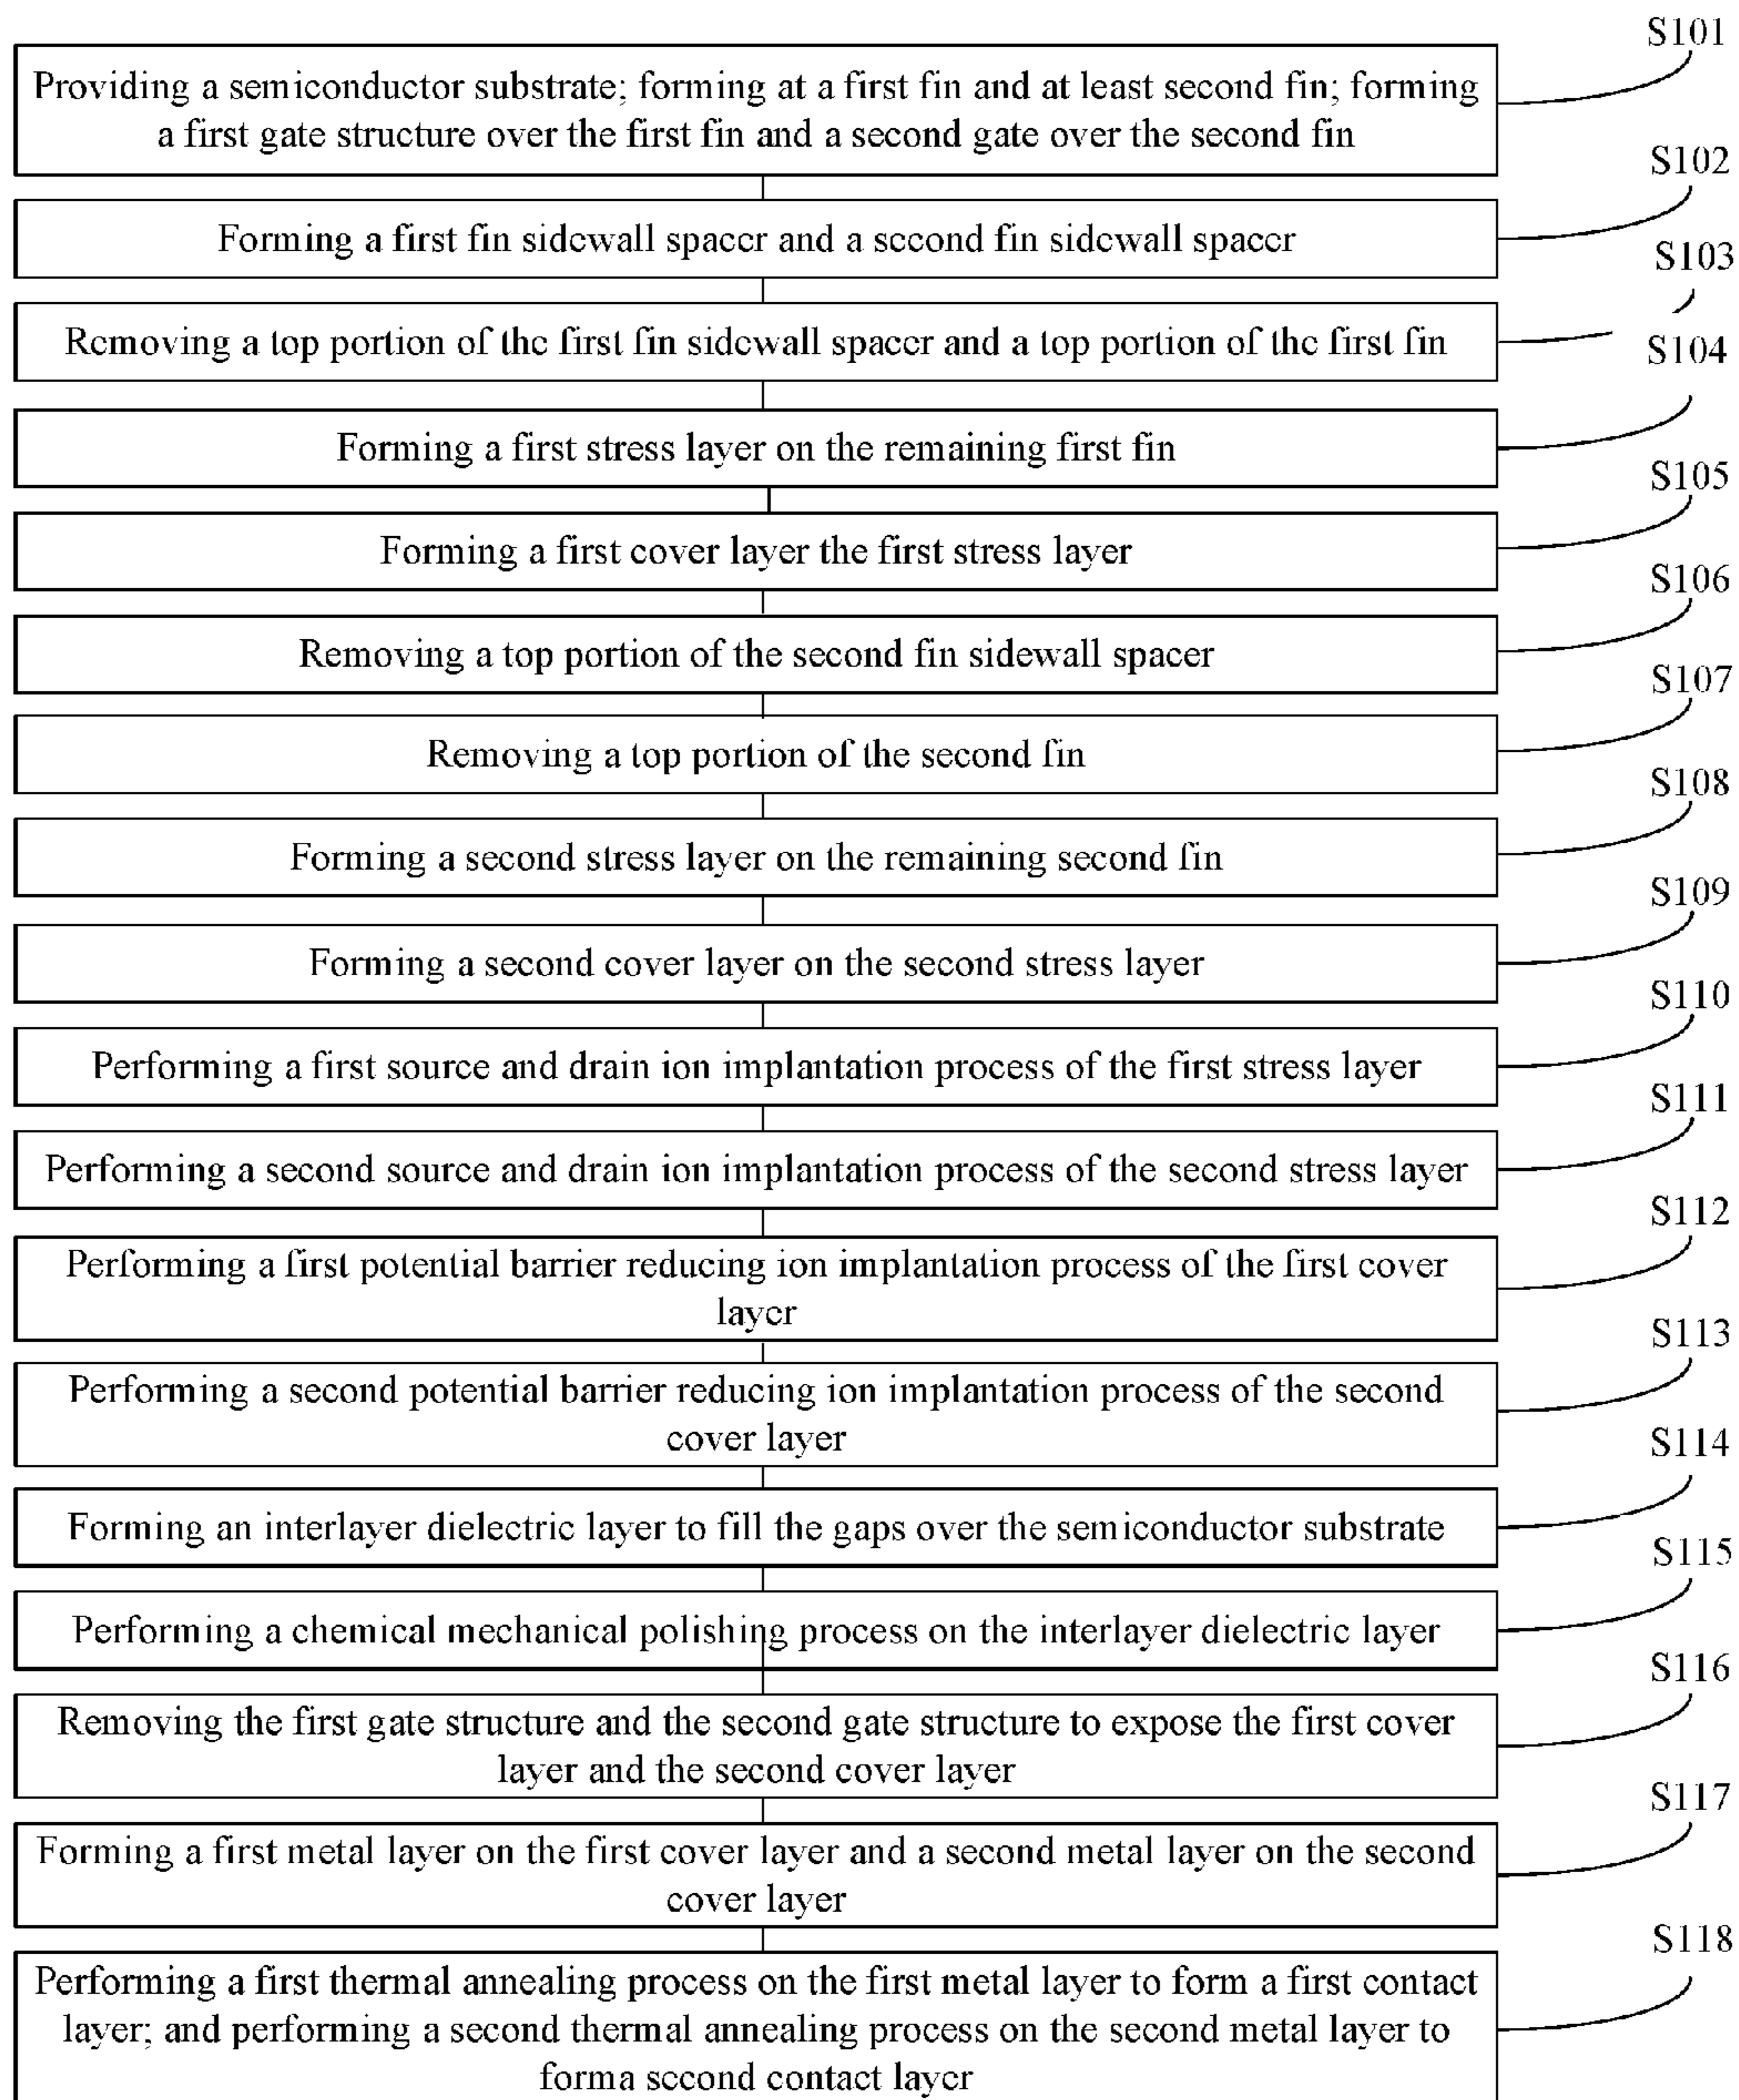 S101
Providing a semiconductor substrate; forming at a first fin and at least second fin; forming
a first gate structure over the first fin and a second gate over the second fin
S102
Forming a first fin sidewall spacer and a second fin sidewall spacer
S103
Removing a top portion of the first fin sidewall spacer and a top portion of the first fin
S104
Forming a first stress layer on the remaining first fin
S105
Forming a first cover layer the first stress layer
S106
Removing a top portion of the second fin sidewall spacer
S107
Removing a top portion of the second fin
S108
Forming a second stress layer on the remaining second fin
S109
Forming a second cover layer on the second stress layer
S110
Performing a first source and drain ion implantation process of the first stress layer
S111
Performing a second source and drain ion implantation process of the second stress layer
S112
Performing a first potential barrier reducing ion implantation process of the first cover
layer
S113
Performing a second potential barrier reducing ion implantation process of the second
cover layer
S114
Forming an interlayer dielectric layer to fill the gaps over the semiconductor substrate
S115
Performing a chemical mechanical polishing process on the interlayer dielectric layer
S116
Removing the first gate structure and the second gate structure to expose the first cover
layer and the second cover layer
S117
Forming a first metal layer on the first cover layer and a second metal layer on the second
cover layer
S118
Performing a first thermal annealing process on the first metal layer to form a first contact
layer; and performing a second thermal annealing process on the second metal layer to
forma second contact layer